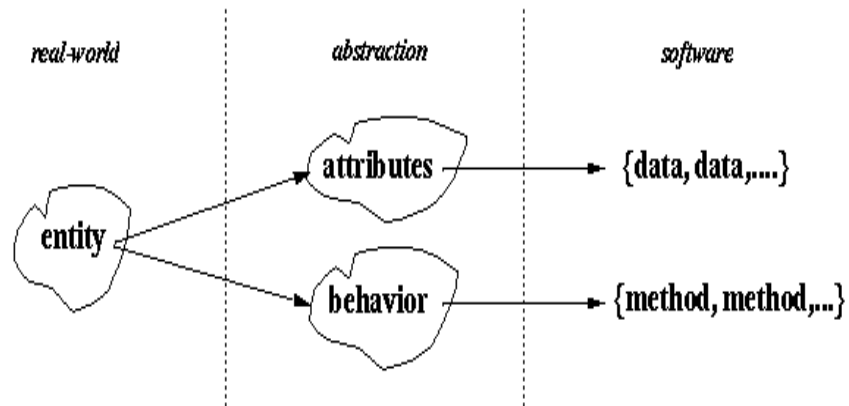 real-world
abstraction
software
attributes
{data, data,....}
entity
behavior
{method, method,...}